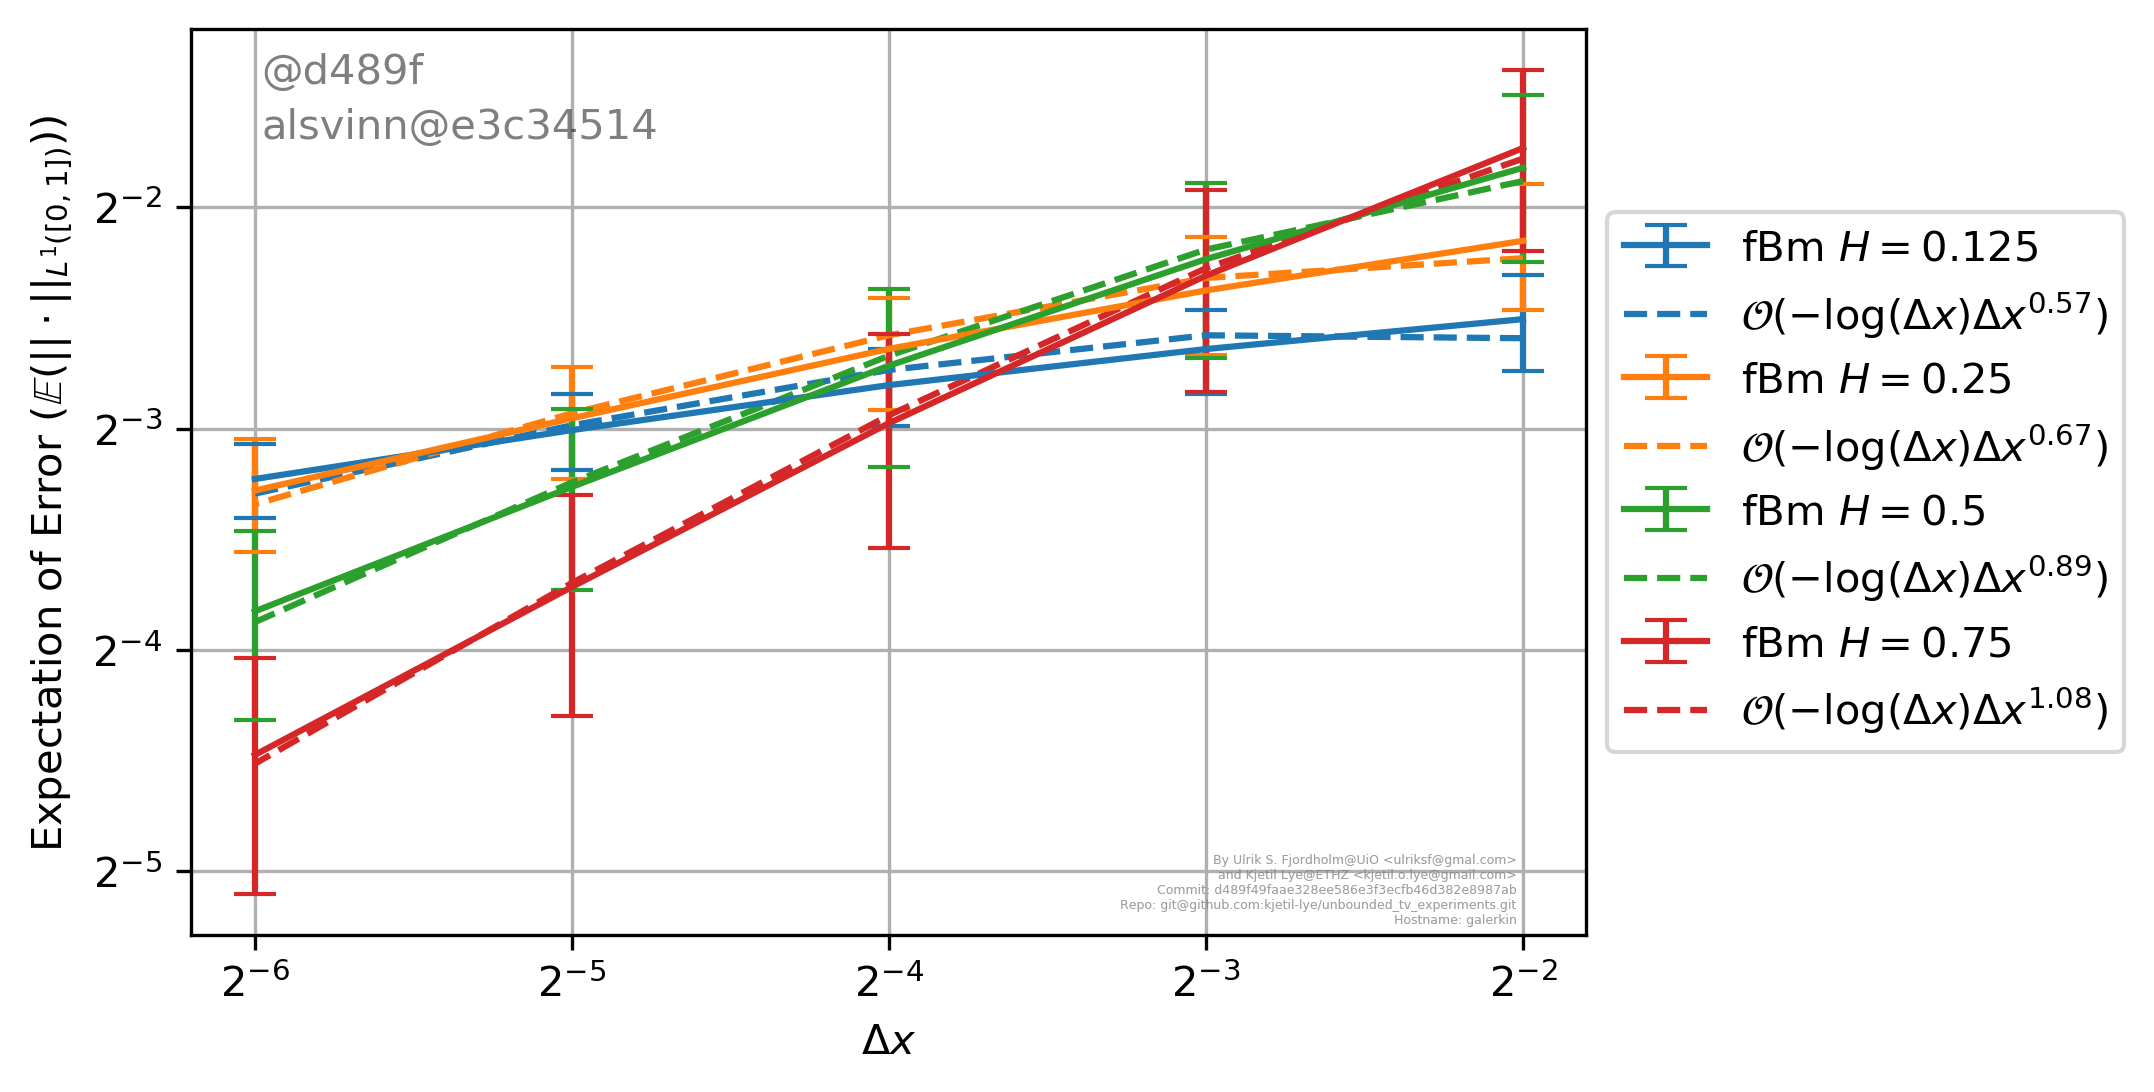 @d489f
alsvinn@e3c34514
Expectation of Error (𝔼(||·||_{L^1([0,1])}))
2^{-2}
2^{-3}
2^{-4}
2^{-5}
By Ulrik S. Fjordholm@UiO <ulriksf@gmal.com>
and Kjetil Lye@ETHZ <kjetil.o.lye@gmail.com>
Commit: d489f49faae328ee586e3f3ecfb46d382e8987ab
Repo: git@github.com:kjetil-lye/unbounded_tv_experiments.git
Hostname: galerkin
2^{-6} 2^{-5} 2^{-4} 2^{-3} 2^{-2}
Δx
fBm H = 0.125
𝒪(−log(Δx)Δx^{0.57})
fBm H = 0.25
𝒪(−log(Δx)Δx^{0.67})
fBm H = 0.5
𝒪(−log(Δx)Δx^{0.89})
fBm H = 0.75
𝒪(−log(Δx)Δx^{1.08})